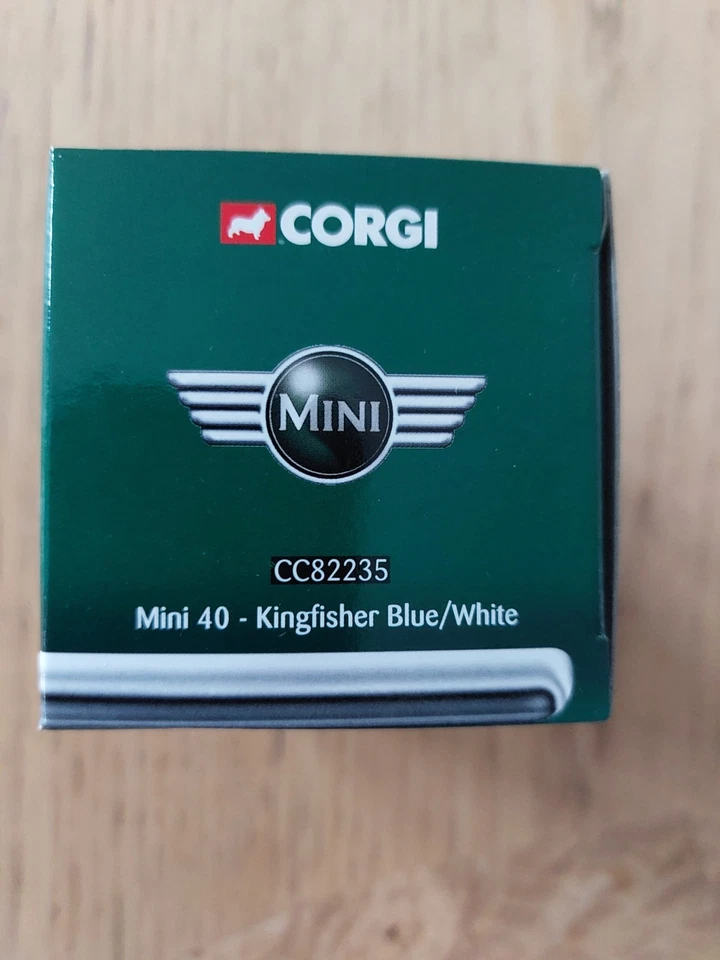 CORGI
MINI
CC82235
Mini 40 - Kingfisher Blue/White